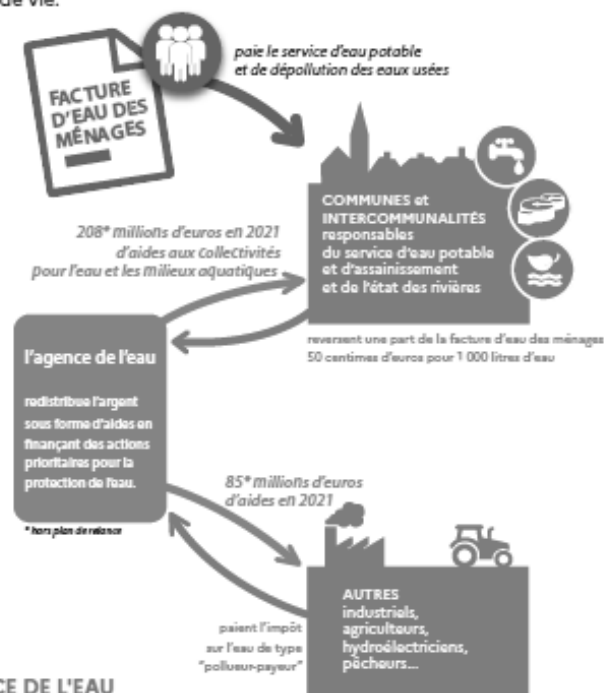 de vie.
paie le service d'eau potable
et de dépollution des eaux usées
FACTURE
D'EAU DES
MÉNAGES
COMMUNES et
INTERCOMMUNALITÉS
responsables
du service d'eau potable
et d'assainissement
et de l'état des rivières
208* millions d'euros en 2021
d'aides aux collectivités
pour l'eau et les milieux aquatiques
reversent une part de la facture d'eau des ménages
50 centimes d'euros pour 1 000 litres d'eau
l'agence de l'eau
redistribue l'argent
sous forme d'aides en
finançant des actions
prioritaires pour la
protection de l'eau.
* hors plan de relance
85* millions d'euros
d'aides en 2021
AUTRES
industriels,
agriculteurs,
hydroélectriciens,
pêcheurs...
paient l'impôt
sur l'eau de type
"pollueur-payeur"
CE DE L'EAU